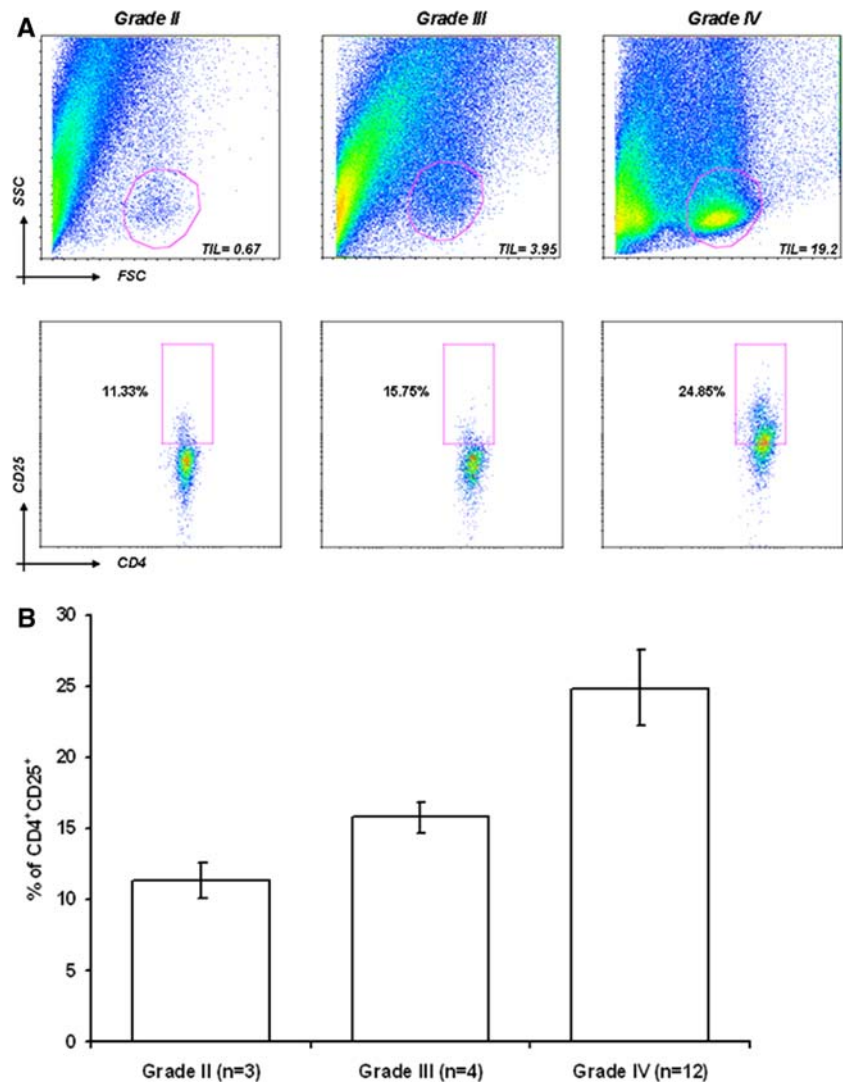 A
Grade II
Grade III
Grade IV
SSC
TIL= 0.67
TIL= 3.95
TIL= 19.2
FSC
11.33%
15.75%
24.85%
CD25
CD4
B
30
25
20
15
10
5
0
% of CD4⁺CD25⁺
Grade II (n=3)
Grade III (n=4)
Grade IV (n=12)